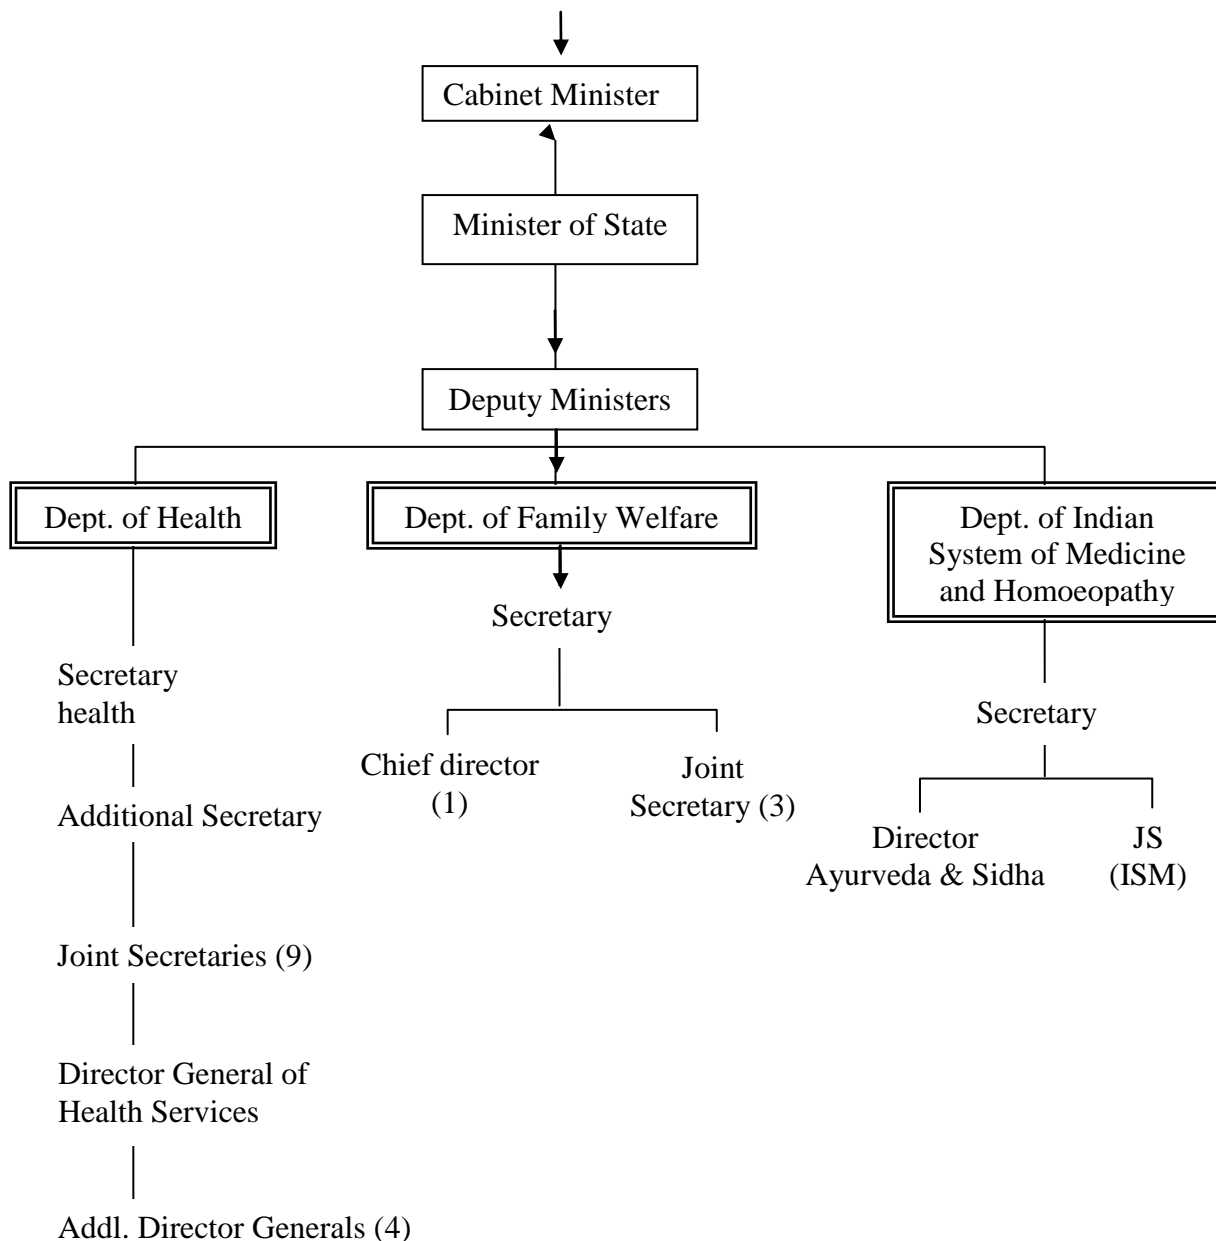 Cabinet Minister
Minister of State
Deputy Ministers
Dept. of Health
Dept. of Family Welfare
Dept. of Indian
System of Medicine
and Homoeopathy
Secretary
health
Additional Secretary
Joint Secretaries (9)
Director General of
Health Services
Addl. Director Generals (4)
Secretary
Chief director
(1)
Joint
Secretary (3)
Secretary
Director
Ayurveda & Sidha
JS
(ISM)